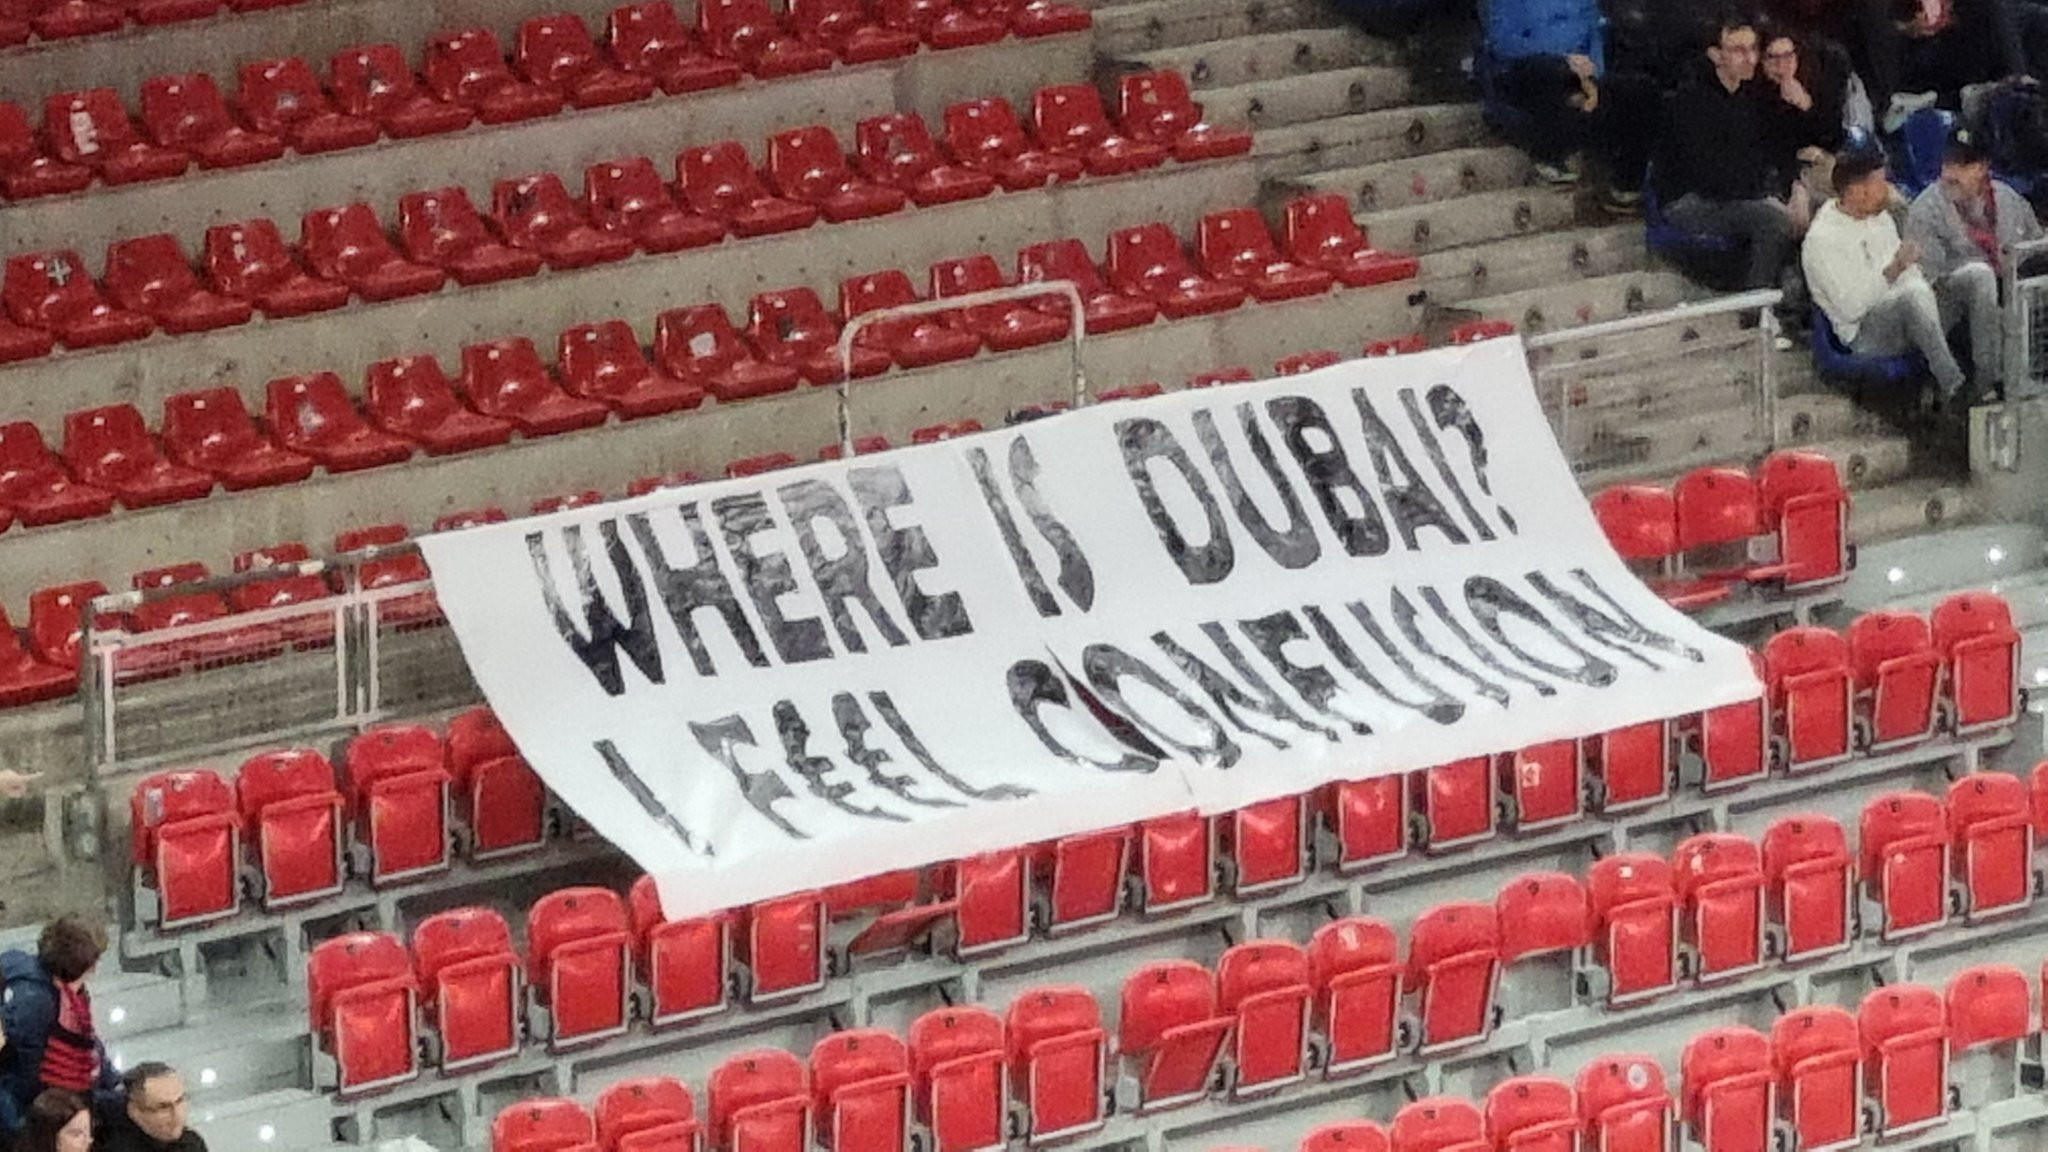 WHERE IS DUBAI?
I FEEL CONFUSION